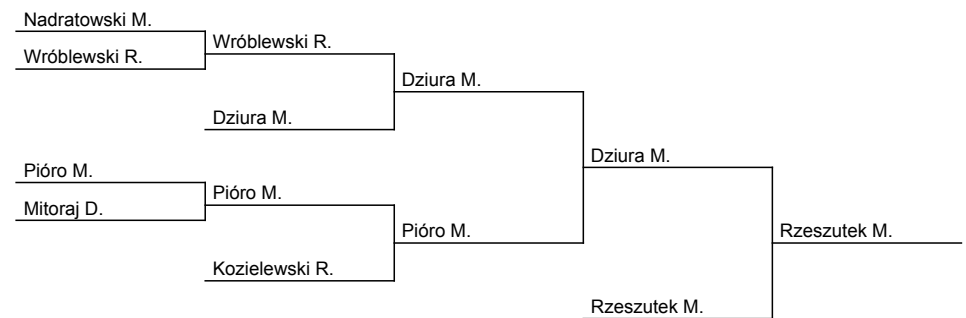 Nadratowski M.
Wróblewski R.
Wróblewski R.
Dziura M.
Dziura M.
Dziura M.
Pióro M.
Pióro M.
Mitoraj D.
Pióro M.
Rzeszutek M.
Kozielewski R.
Rzeszutek M.